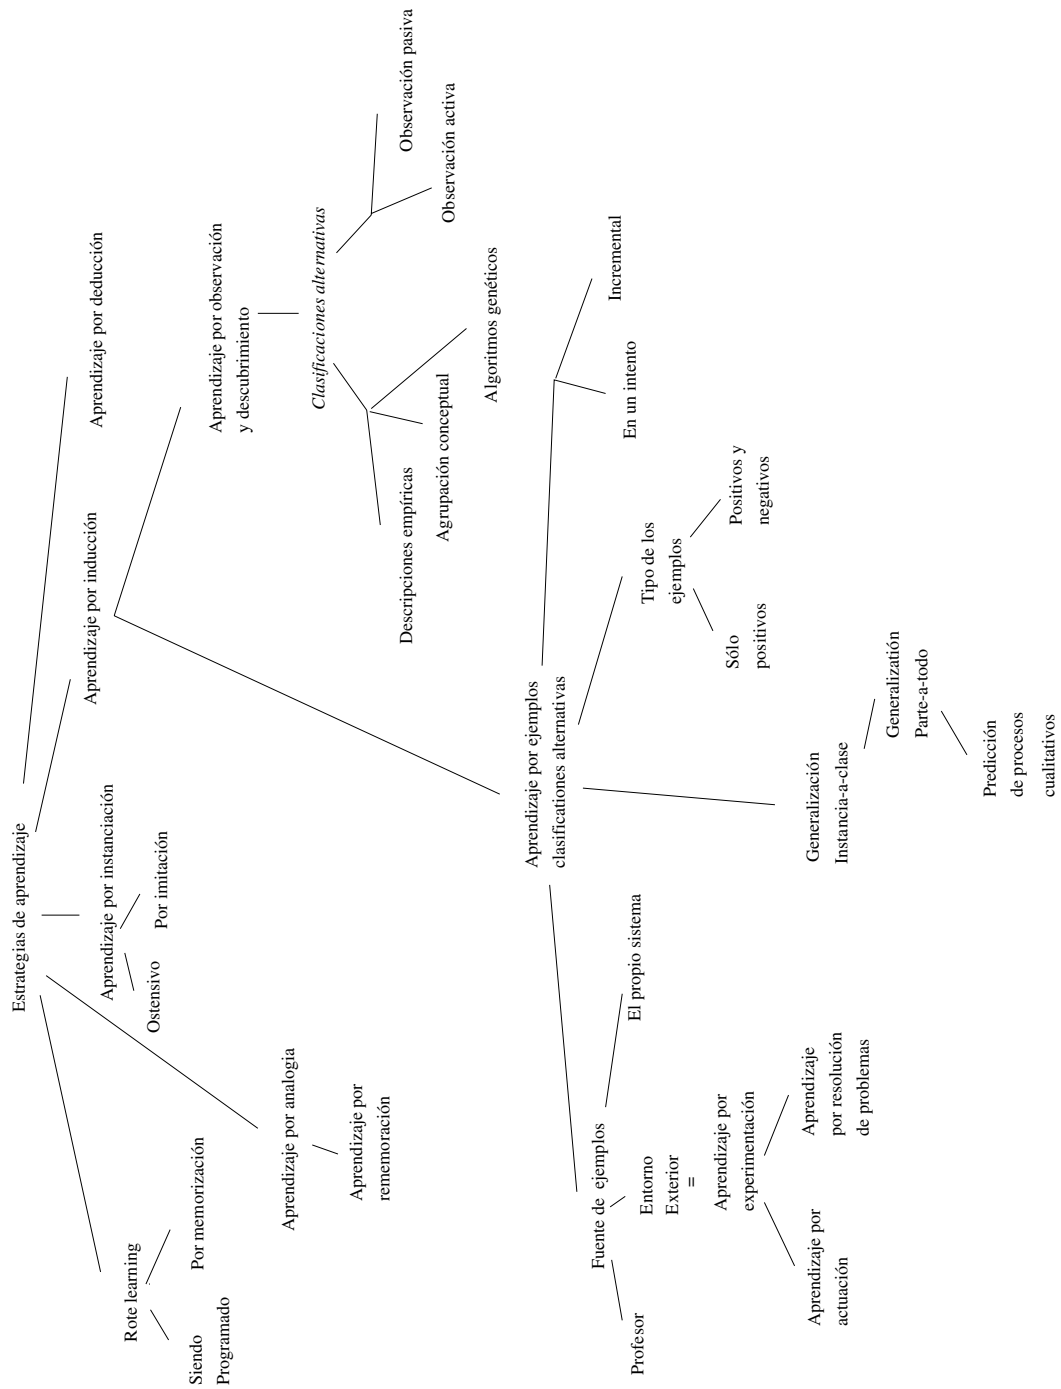 Estrategias de aprendizaje
Rote learning
Siendo
Programado
Por memorización
Aprendizaje por analogia
Aprendizaje por
rememoración
Aprendizaje por instanciación
Ostensivo
Por imitación
Aprendizaje por inducción
Aprendizaje por deducción
Aprendizaje por observación
y descubrimiento
Clasificaciones alternativas
Descripciones empíricas
Agrupación conceptual
Algoritmos genéticos
Observación activa
Observación pasiva
Aprendizaje por ejemplos
clasificationes alternativas
Fuente de ejemplos
Profesor
Entorno
Exterior
=
Aprendizaje por
experimentación
Aprendizaje por
actuación
Aprendizaje
por resolución
de problemas
El propio sistema
Generalización
Instancia-a-clase
Generalizatión
Parte-a-todo
Predicción
de procesos
cualitativos
Tipo de los
ejemplos
Sólo
positivos
Positivos y
negativos
En un intento
Incremental